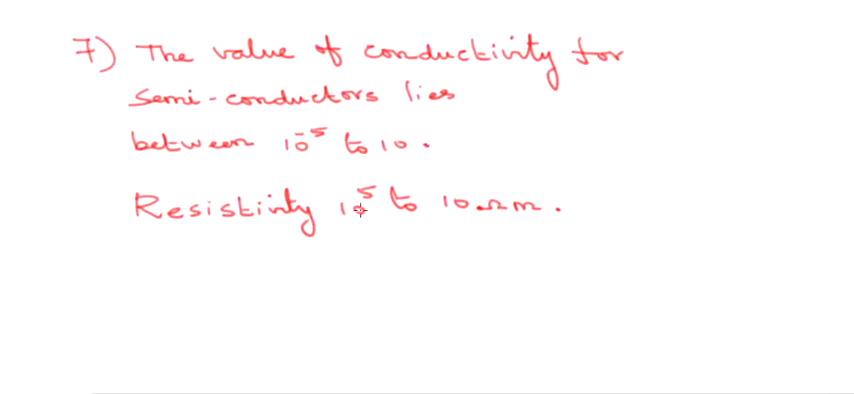 7) The value of conductivity for
Semi-conductors lies
between 10⁻⁵ to 10.
Resistivity 10⁵ to 10 Ωm.